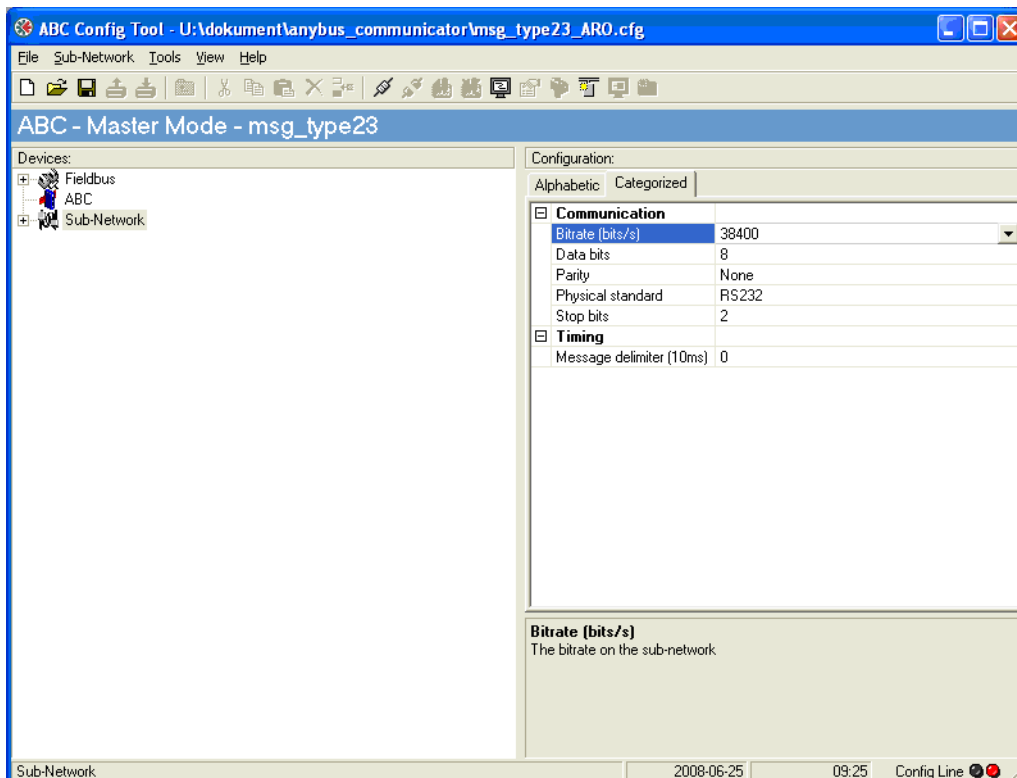 ABC Config Tool - U:\dokument\anybus_communicator\msg_type23_ARO.cfg
File Sub-Network Tools View Help
ABC - Master Mode - msg_type23
Devices:
Fieldbus
ABC
Sub-Network
Configuration:
Alphabetic Categorized
Communication
Bitrate (bits/s) 38400
Data bits 8
Parity None
Physical standard RS232
Stop bits 2
Timing
Message delimiter (10ms) 0
Bitrate (bits/s)
The bitrate on the sub-network
Sub-Network 2008-06-25 09:25 Config Line